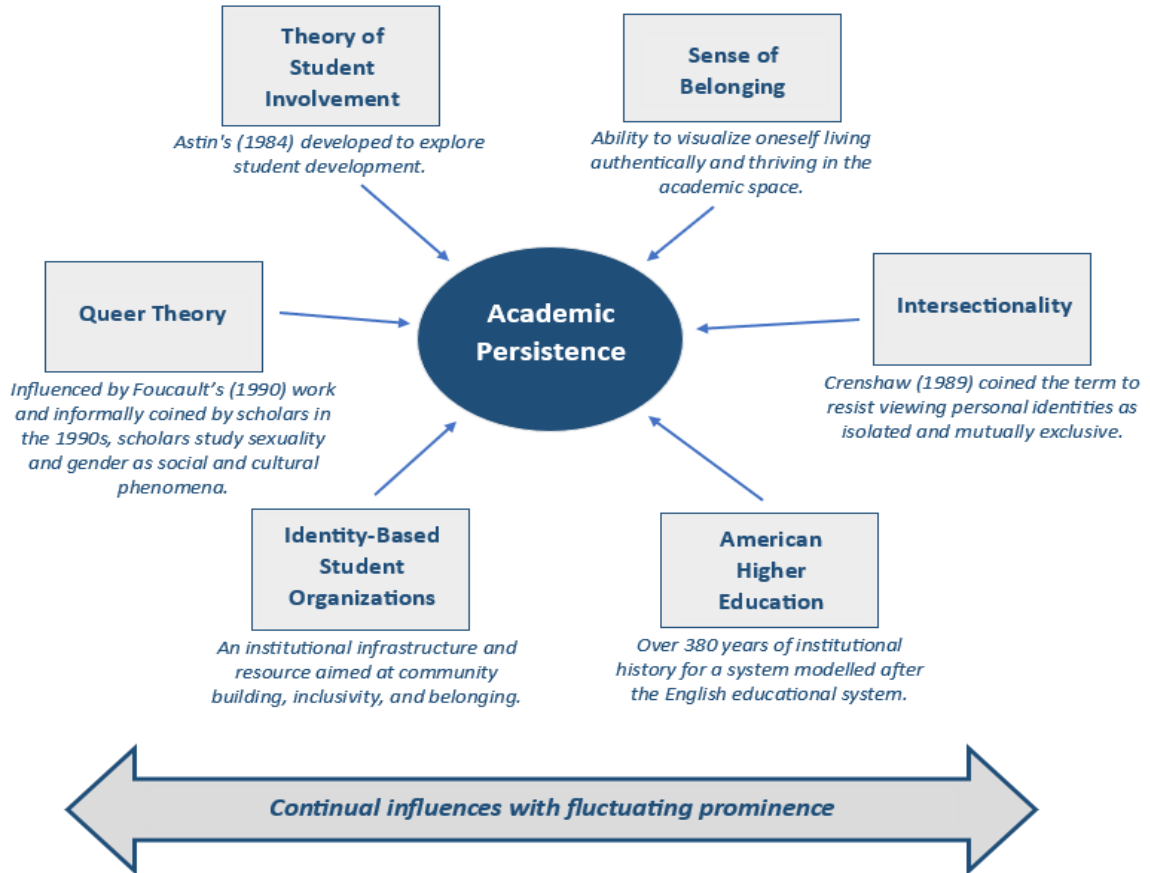 Theory of
Student
Involvement
Astin's (1984) developed to explore
student development.
Sense of
Belonging
Ability to visualize oneself living
authentically and thriving in the
academic space.
Queer Theory
Influenced by Foucault’s (1990) work
and informally coined by scholars in
the 1990s, scholars study sexuality
and gender as social and cultural
phenomena.
Academic
Persistence
Intersectionality
Crenshaw (1989) coined the term to
resist viewing personal identities as
isolated and mutually exclusive.
Identity-Based
Student
Organizations
An institutional infrastructure and
resource aimed at community
building, inclusivity, and belonging.
American
Higher
Education
Over 380 years of institutional
history for a system modelled after
the English educational system.
Continual influences with fluctuating prominence